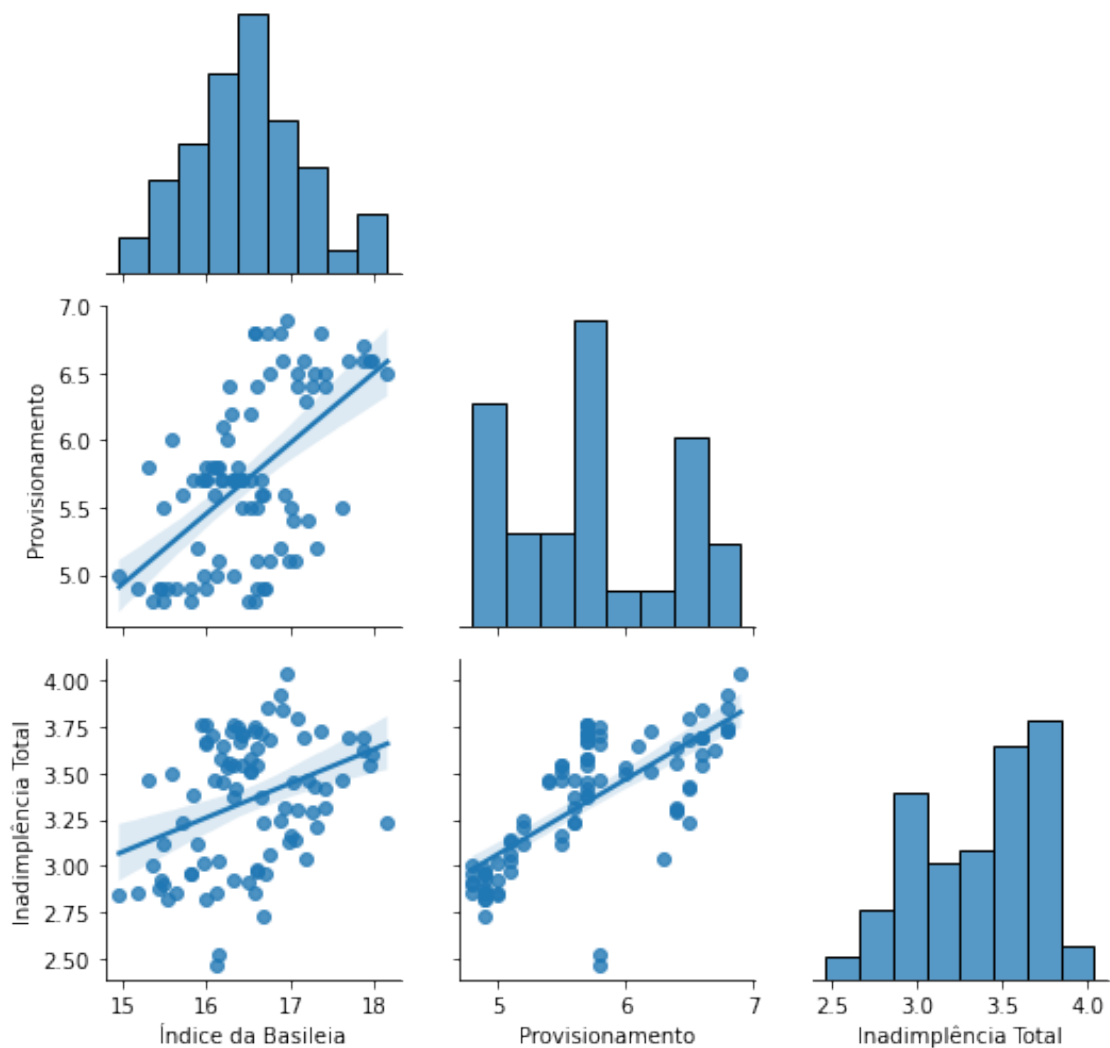 7.0
6.5
6.0
5.5
5.0
Provisionamento
4.00
3.75
3.50
3.25
3.00
2.75
2.50
Inadimplência Total
15 16 17 18
Índice da Basileia
5 6 7
Provisionamento
2.5 3.0 3.5 4.0
Inadimplência Total